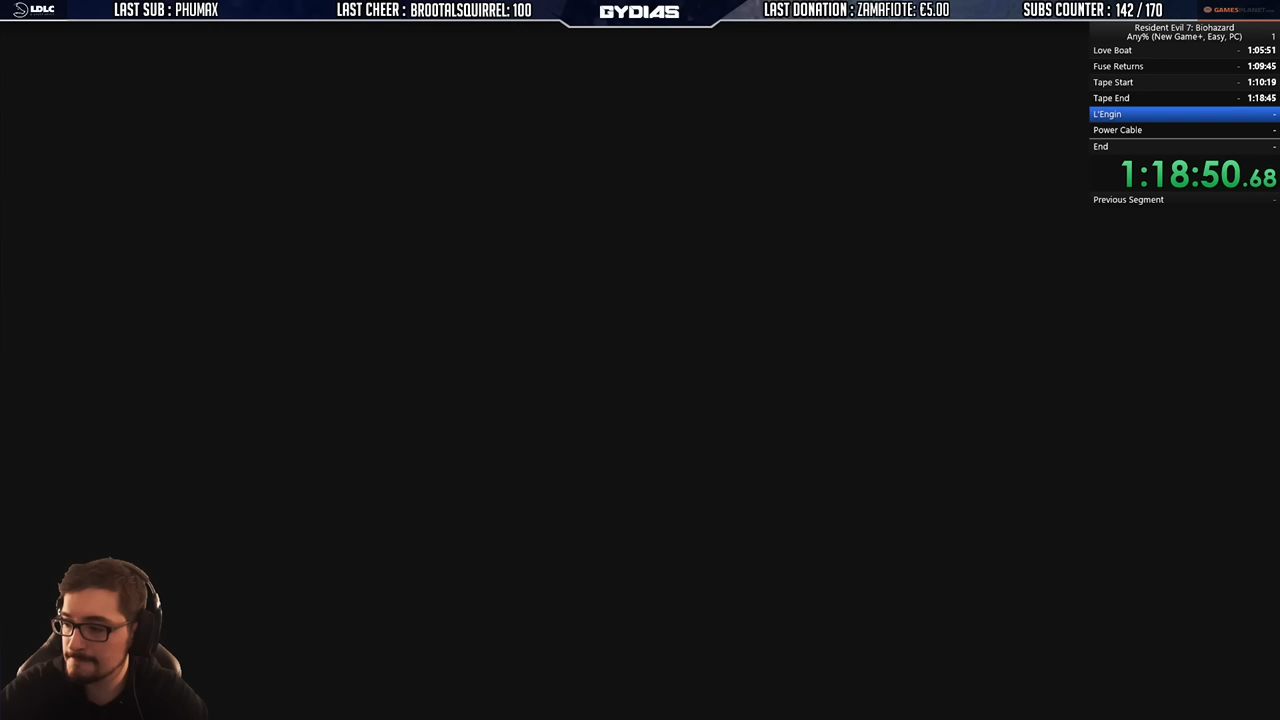 LDLC
LAST SUB : PHUMAX
LAST CHEER : BROOTALSQUIRREL: 100
GYDIAS
LAST DONATION : ZAMAFIOTE: €5.00
SUBS COUNTER : 142 / 170
GAMESPLANET.COM
Resident Evil 7: Biohazard
Any% (New Game+, Easy, PC) 1
Love Boat - 1:05:51
Fuse Returns - 1:09:45
Tape Start - 1:10:19
Tape End - 1:18:45
L'Engin -
Power Cable -
End -
1:18:50.68
Previous Segment -